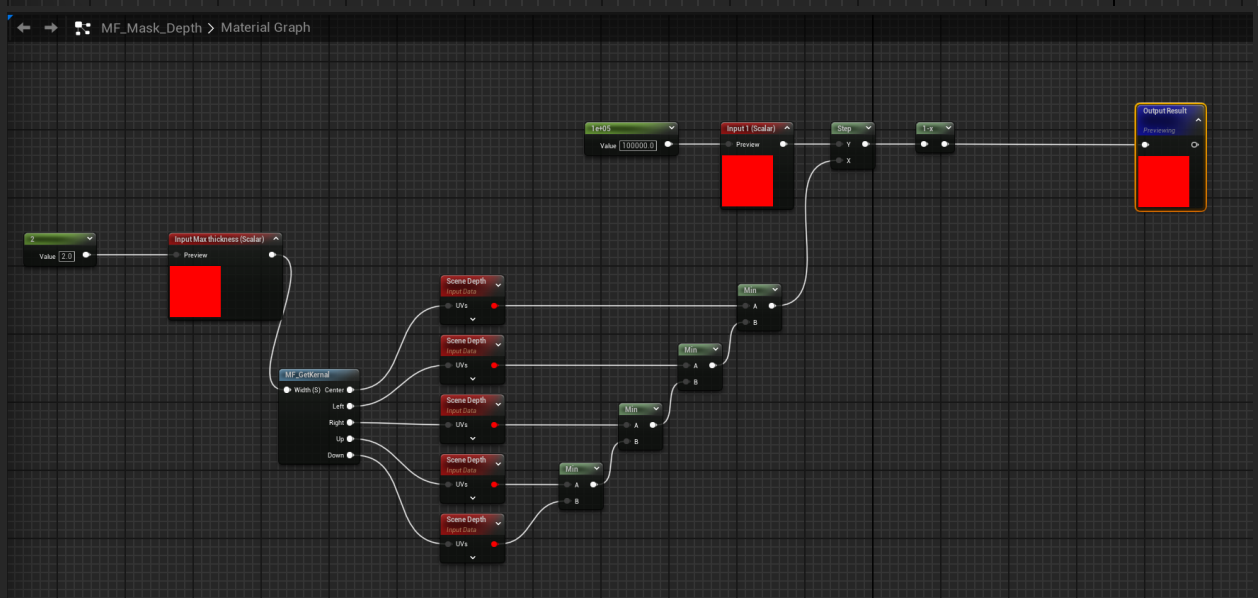 MF_Mask_Depth > Material Graph
1e+05
Value 100000.0
Input 1 (Scalar)
Preview
Step
Y
X
1-x
Output Result
Previewing
2
Value 2.0
Input Max thickness (Scalar)
Preview
MF_GetKernal
Width (S) Center
Left
Right
Up
Down
Scene Depth
Input Data
UVs
Scene Depth
Input Data
UVs
Scene Depth
Input Data
UVs
Scene Depth
Input Data
UVs
Scene Depth
Input Data
UVs
Min
A
B
Min
A
B
Min
A
B
Min
A
B